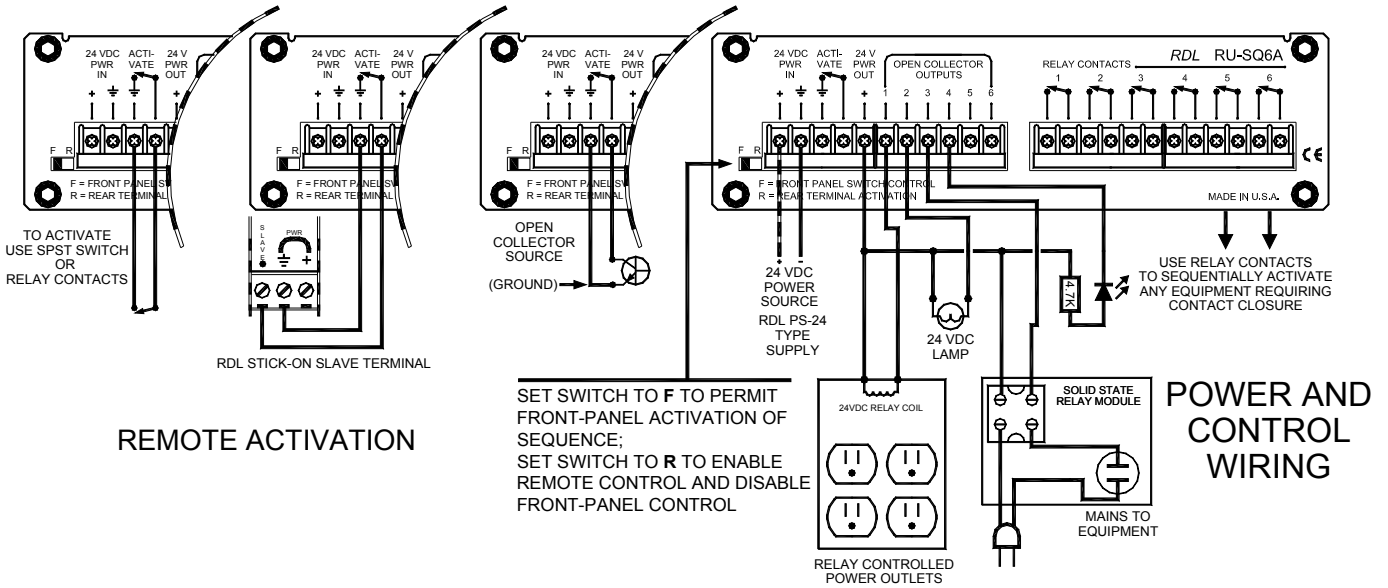 24 VDC PWR IN
ACTI- VATE
24 V PWR OUT
+
+
F R
F = FRONT PANEL SV
R = REAR TERMINAL
TO ACTIVATE
USE SPST SWITCH
OR
RELAY CONTACTS
24 VDC PWR IN
ACTI- VATE
24 V PWR OUT
+
+
F R
F = FRONT PANEL SV
R = REAR TERMINAL
SLAVE
PWR
+
RDL STICK-ON SLAVE TERMINAL
24 VDC PWR IN
ACTI- VATE
24 V PWR OUT
+
+
F R
F = FRONT PANEL SV
R = REAR TERMINAL
OPEN
COLLECTOR
SOURCE
(GROUND)
REMOTE ACTIVATION
24 VDC PWR IN
ACTI- VATE
24 V PWR OUT
+
+
OPEN COLLECTOR
OUTPUTS
1 2 3 4 5 6
RDL RU-SQ6A
RELAY CONTACTS
1 2 3 4 5 6
F R
F = FRONT PANEL SWITCH CONTROL
R = REAR TERMINAL ACTIVATION
CE
MADE IN U.S.A.
+ -
24 VDC
POWER
SOURCE
RDL PS-24
TYPE
SUPPLY
24 VDC
LAMP
4.7K
USE RELAY CONTACTS
TO SEQUENTIALLY ACTIVATE
ANY EQUIPMENT REQUIRING
CONTACT CLOSURE
SET SWITCH TO F TO PERMIT
FRONT-PANEL ACTIVATION OF
SEQUENCE;
SET SWITCH TO R TO ENABLE
REMOTE CONTROL AND DISABLE
FRONT-PANEL CONTROL
24VDC RELAY COIL
RELAY CONTROLLED
POWER OUTLETS
SOLID STATE
RELAY MODULE
MAINS TO
EQUIPMENT
POWER AND
CONTROL
WIRING